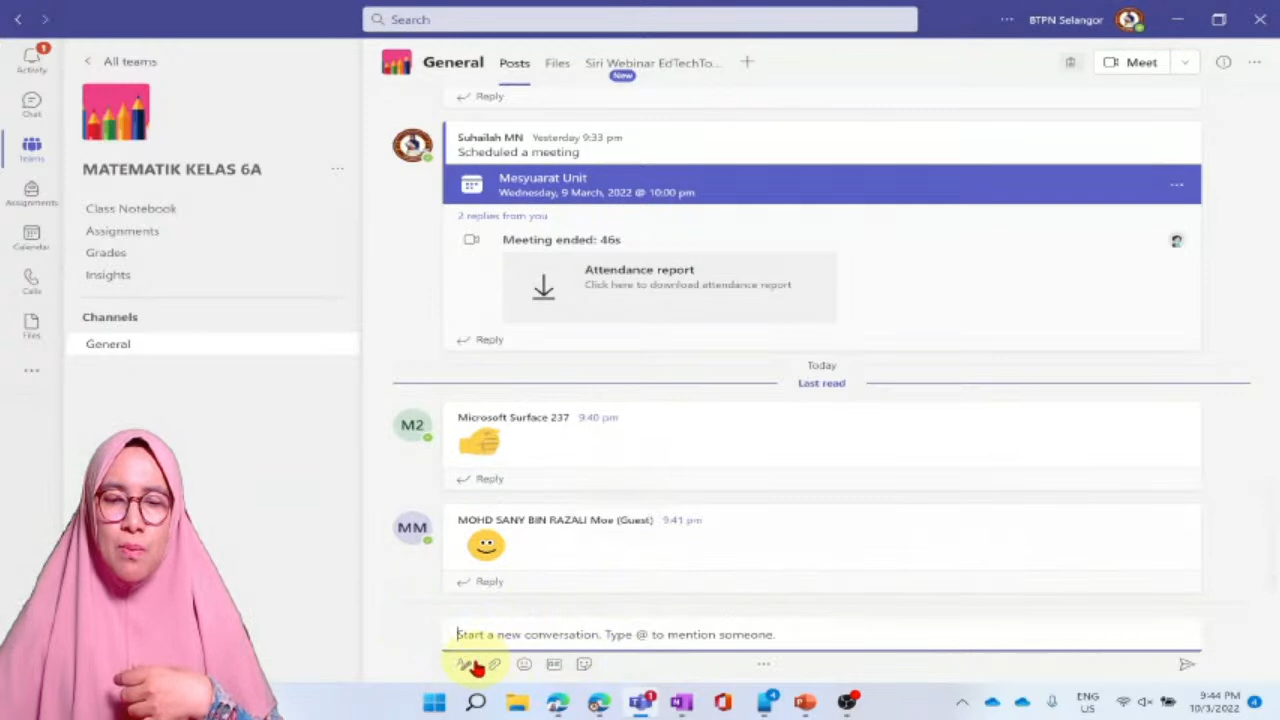 Search
BTPN Selangor
Activity
Chat
Teams
Assignments
Calendar
Calls
Files
All teams
MATEMATIK KELAS 6A
Class Notebook
Assignments
Grades
Insights
Channels
General
General Posts Files Siri Webinar EdTechTo...
New
Meet
Reply
Suhailah MN Yesterday 9:33 pm
Scheduled a meeting
Mesyuarat Unit
Wednesday, 9 March, 2022 @ 10:00 pm
2 replies from you
Meeting ended: 46s
Attendance report
Click here to download attendance report
Reply
Today
Last read
M2
Microsoft Surface 237 9:40 pm
Reply
MM
MOHD SANY BIN RAZALI Moe (Guest) 9:41 pm
Reply
Start a new conversation. Type @ to mention someone.
ENG
US
9:44 PM
10/3/2022